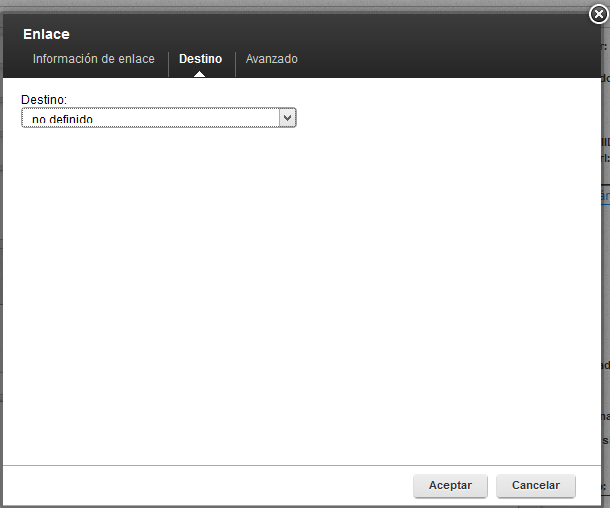 Enlace
Información de enlace
Destino
Avanzado
Destino:
no definido
Aceptar
Cancelar